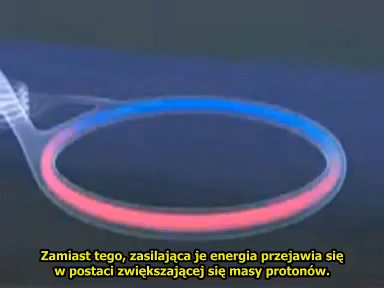 Zamiast tego, zasilająca je energia przejawia się
w postaci zwiększającej się masy protonów.